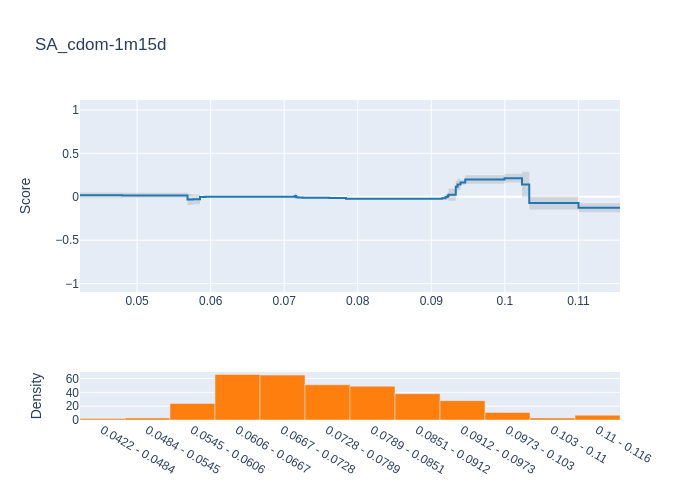 SA_cdom-1m15d
1
0.5
0
−0.5
−1
Score
0.05
0.06
0.07
0.08
0.09
0.1
0.11
60
40
20
0
Density
0.0422 - 0.0484
0.0484 - 0.0545
0.0545 - 0.0606
0.0606 - 0.0667
0.0667 - 0.0728
0.0728 - 0.0789
0.0789 - 0.0851
0.0851 - 0.0912
0.0912 - 0.0973
0.0973 - 0.103
0.103 - 0.11
0.11 - 0.116